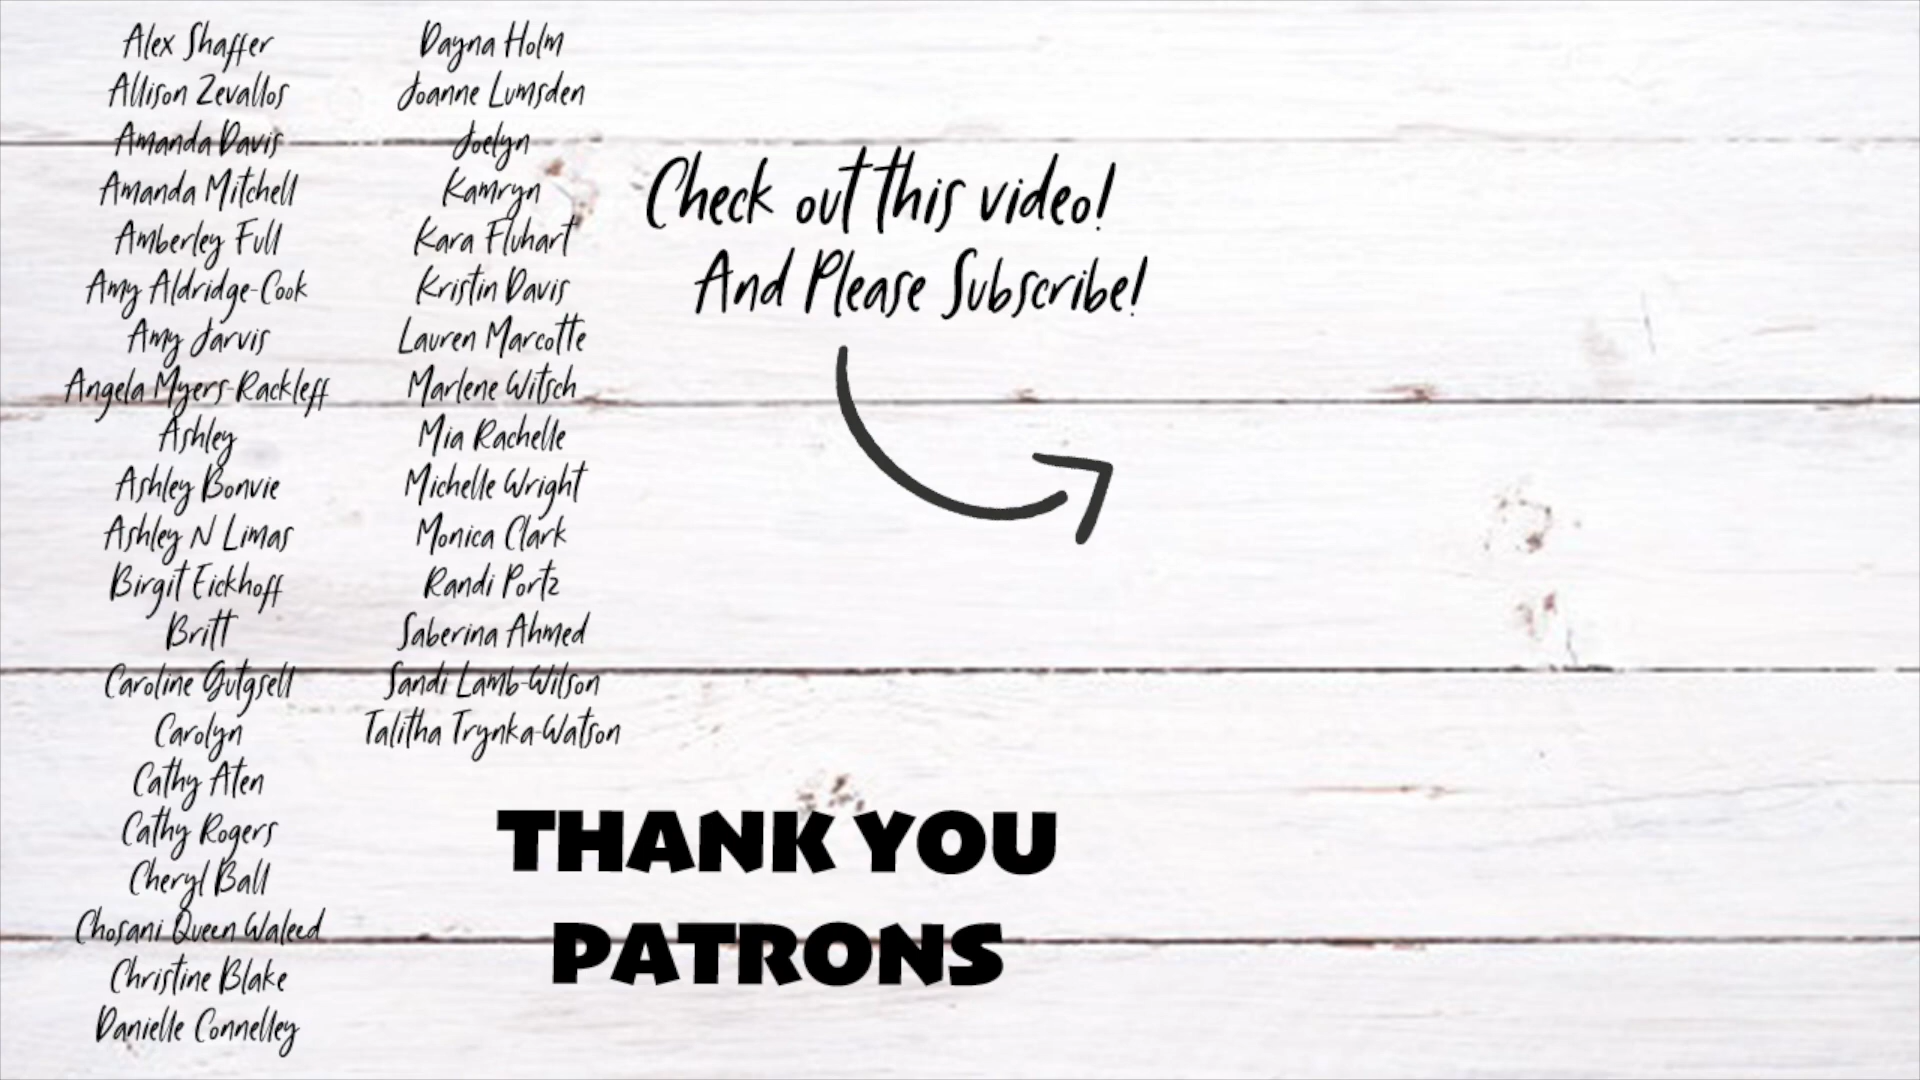 Alex Shaffer
Allison Zevallos
Amanda Davis
Amanda Mitchell
Amberley Full
Amy Aldridge-Cook
Amy Jarvis
Angela Myers-Rackleff
Ashley
Ashley Bonvie
Ashley N Limas
Birgit Eickhoff
Britt
Caroline Gutgsell
Carolyn
Cathy Aten
Cathy Rogers
Cheryl Ball
Chosani Queen Waleed
Christine Blake
Danielle Connelley
Dayna Holm
Joanne Lumsden
Joelyn
Kamryn
Kara Fluhart
Kristin Davis
Lauren Marcotte
Marlene Witsch
Mia Rachelle
Michelle Wright
Monica Clark
Randi Portz
Saberina Ahmed
Sandi Lamb-Wilson
Talitha Trynka-Watson
Check out this video!
And Please Subscribe!
THANK YOU
PATRONS